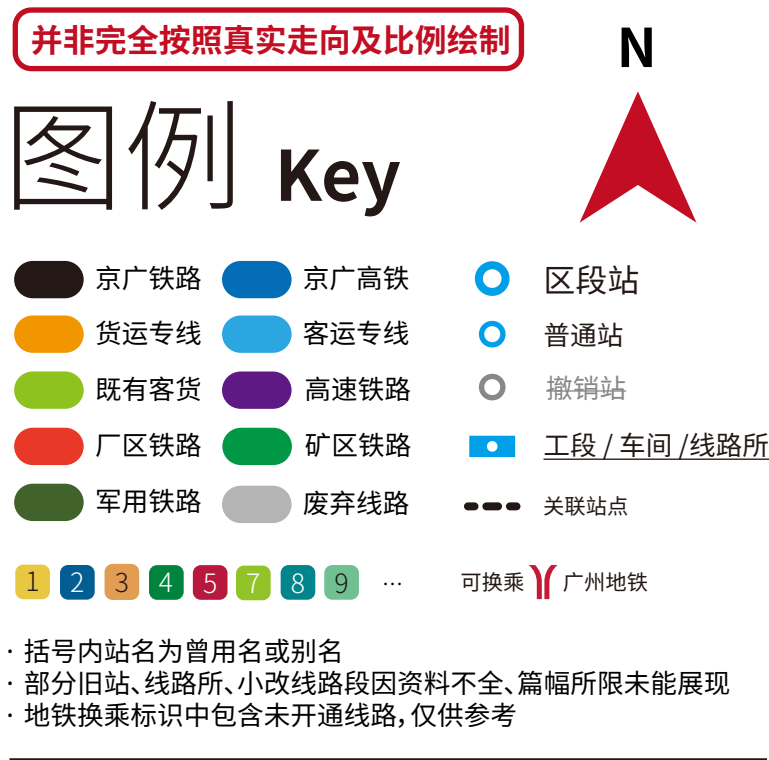 并非完全按照真实走向及比例绘制
N
图例 Key
京广铁路 京广高铁 区段站
货运专线 客运专线 普通站
既有客货 高速铁路 撤销站
厂区铁路 矿区铁路 工段 / 车间 /线路所
军用铁路 废弃线路 关联站点
1 2 3 4 5 7 8 9 ... 可换乘 广州地铁
· 括号内站名为曾用名或别名
· 部分旧站、线路所、小改线路段因资料不全、篇幅所限未能展现
· 地铁换乘标识中包含未开通线路，仅供参考